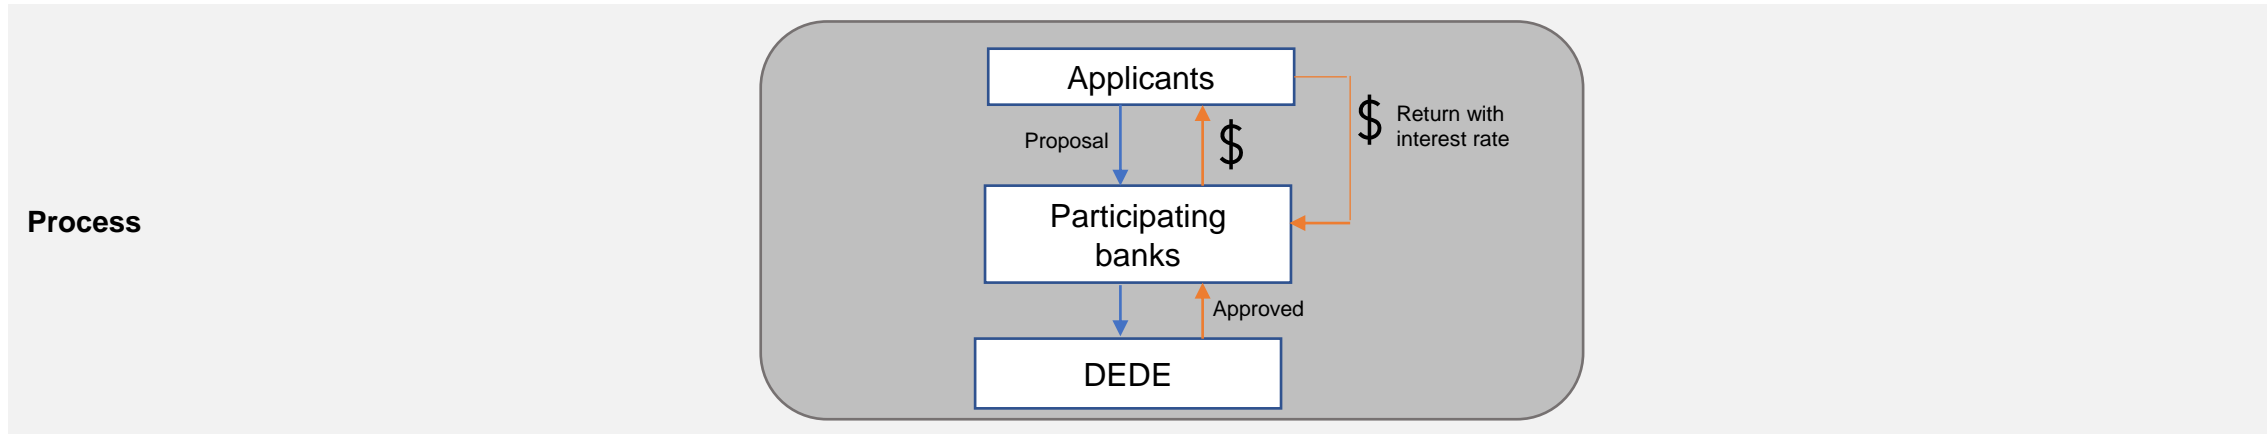 Process
Applicants
Proposal
$
$
Return with
interest rate
Participating
banks
Approved
DEDE